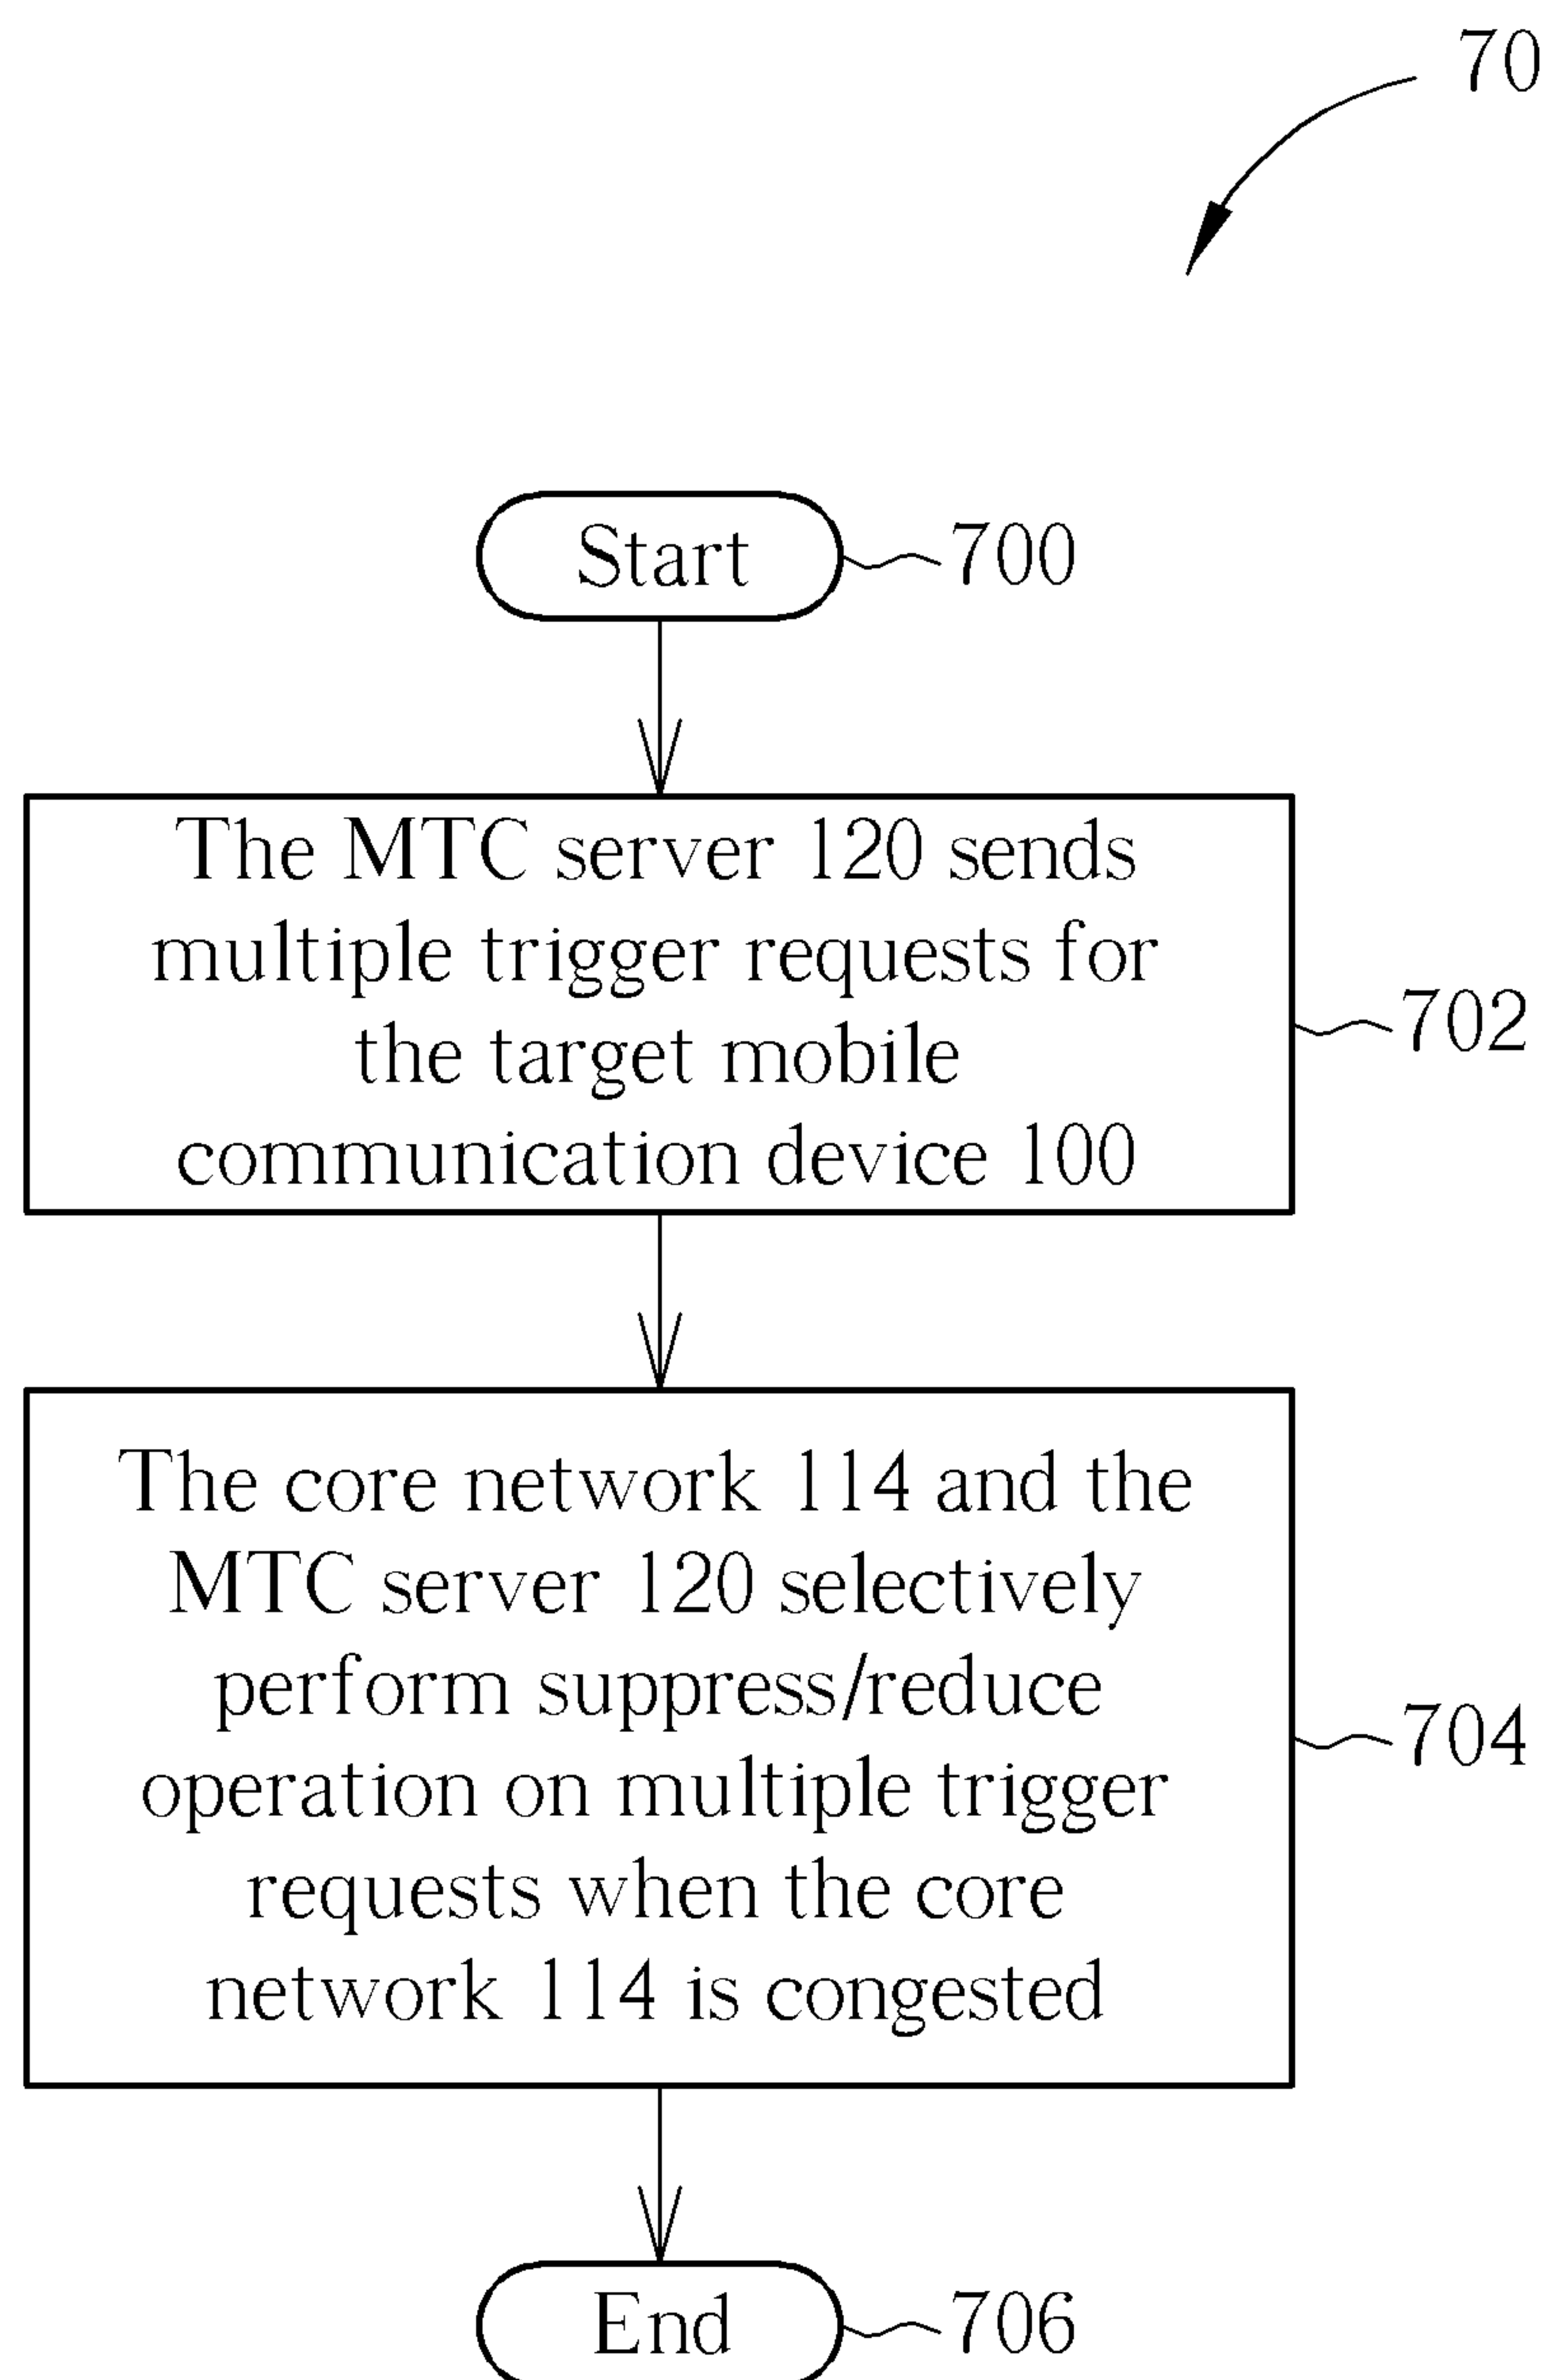 70
Start
700
The MTC server 120 sends
multiple trigger requests for
the target mobile
communication device 100
702
The core network 114 and the
MTC server 120 selectively
perform suppress/reduce
operation on multiple trigger
requests when the core
network 114 is congested
704
End
706